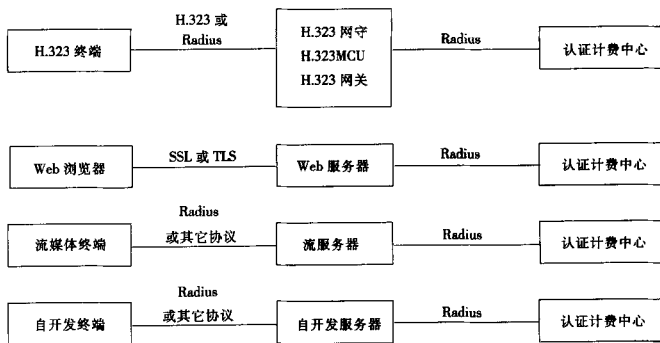 H.323 或
Radius
H.323 终端
H.323 网守
H.323MCU
H.323 网关
Radius
认证计费中心
Web 浏览器
SSL 或 TLS
Web 服务器
Radius
认证计费中心
流媒体终端
Radius
或其它协议
流服务器
Radius
认证计费中心
自开发终端
Radius
或其它协议
自开发服务器
Radius
认证计费中心